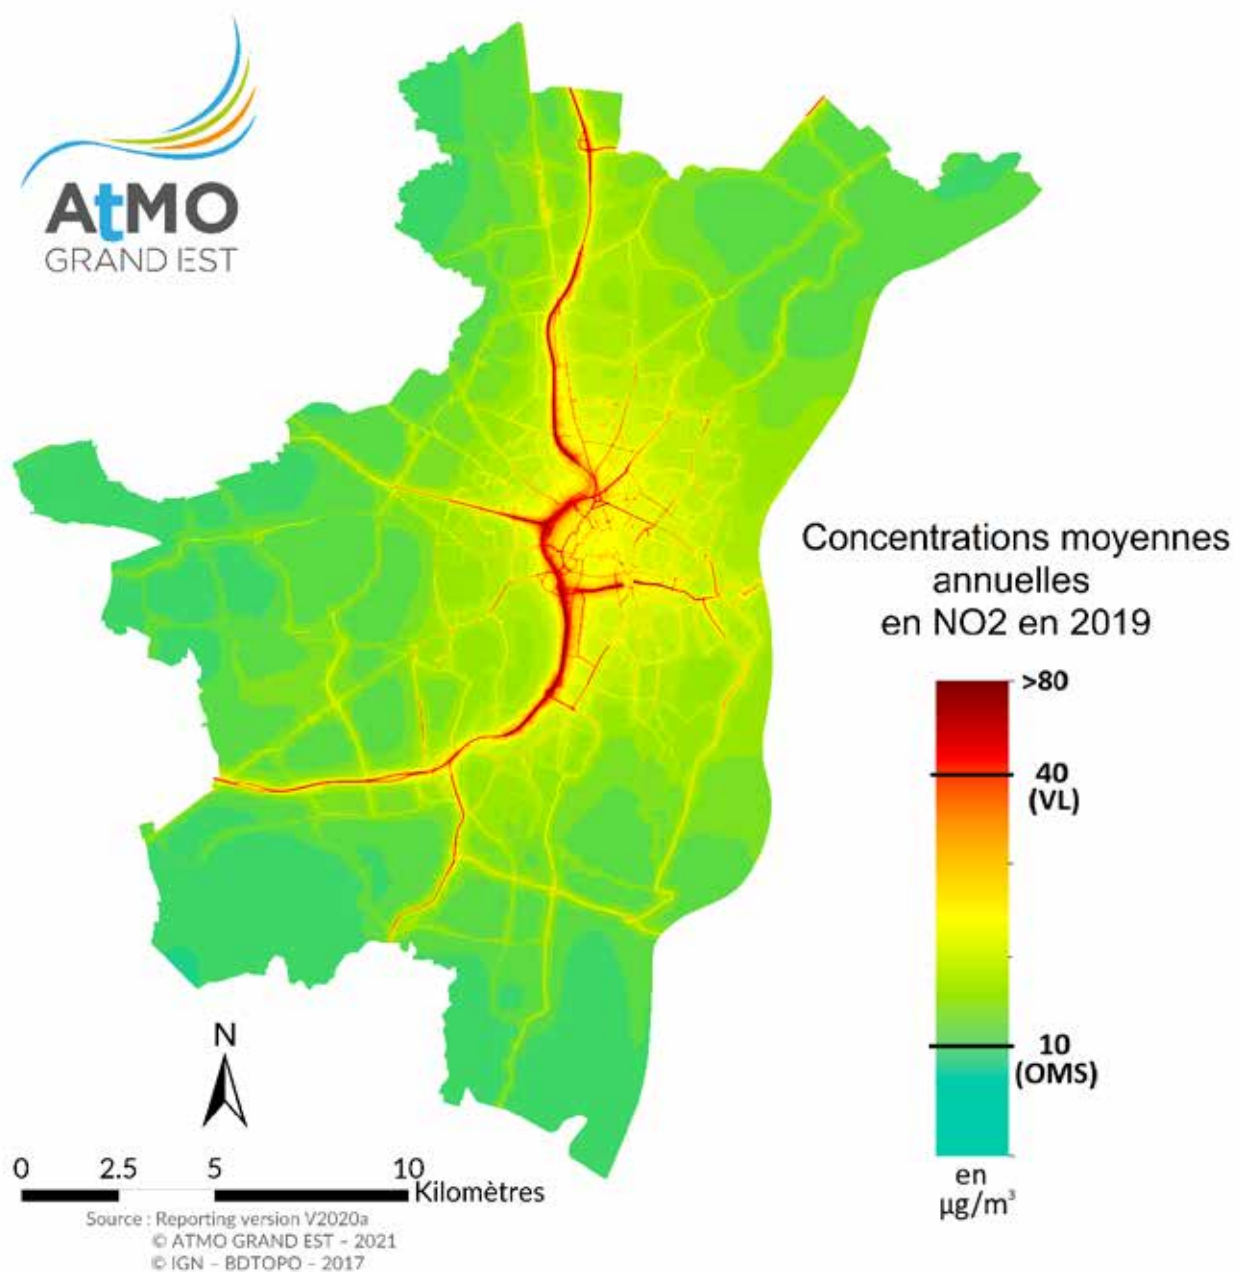 AtMO
GRAND EST
Concentrations moyennes
annuelles
en NO2 en 2019
>80
40
(VL)
10
(OMS)
en
µg/m³
N
0 2.5 5 10
Kilomètres
Source : Reporting version V2020a
© ATMO GRAND EST - 2021
© IGN - BDTOPO - 2017